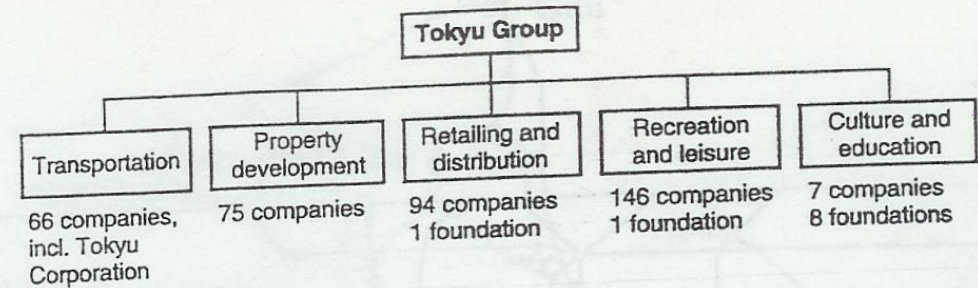 Tokyu Group
Transportation
66 companies,
incl. Tokyu
Corporation
Property
development
75 companies
Retailing and
distribution
94 companies
1 foundation
Recreation
and leisure
146 companies
1 foundation
Culture and
education
7 companies
8 foundations